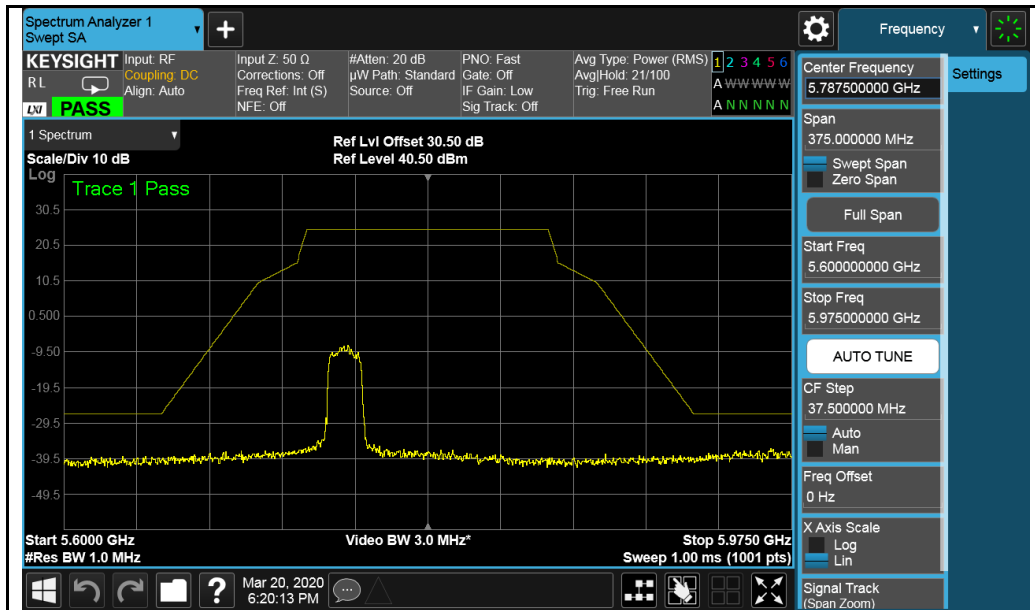 Spectrum Analyzer 1
Swept SA
Frequency
KEYSIGHT
RL
LXI PASS
Input: RF
Coupling: DC
Align: Auto
Input Z: 50 Ω
Corrections: Off
Freq Ref: Int (S)
NFE: Off
#Atten: 20 dB
µW Path: Standard
Source: Off
PNO: Fast
Gate: Off
IF Gain: Low
Sig Track: Off
Avg Type: Power (RMS)
Avg|Hold: 21/100
Trig: Free Run
1 2 3 4 5 6
A W W W W W
A N N N N N
1 Spectrum
Scale/Div 10 dB
Ref Lvl Offset 30.50 dB
Ref Level 40.50 dBm
Log
Trace 1 Pass
30.5
20.5
10.5
0.500
-9.50
-19.5
-29.5
-39.5
-49.5
Start 5.6000 GHz
#Res BW 1.0 MHz
Video BW 3.0 MHz*
Stop 5.9750 GHz
Sweep 1.00 ms (1001 pts)
Mar 20, 2020
6:20:13 PM
Center Frequency
5.787500000 GHz
Settings
Span
375.000000 MHz
Swept Span
Zero Span
Full Span
Start Freq
5.600000000 GHz
Stop Freq
5.975000000 GHz
AUTO TUNE
CF Step
37.500000 MHz
Auto
Man
Freq Offset
0 Hz
X Axis Scale
Log
Lin
Signal Track
(Span Zoom)